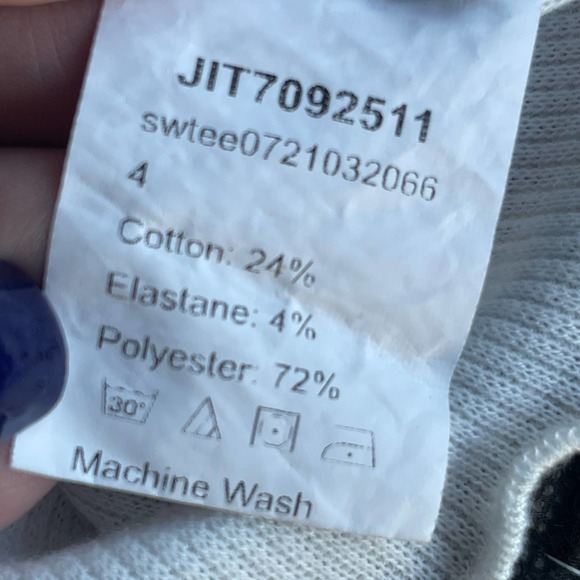 JIT7092511
swtee0721032066
4
Cotton: 24%
Elastane: 4%
Polyester: 72%
30°
Machine Wash